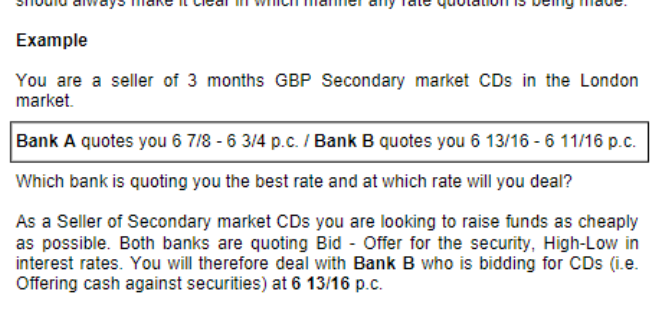 should always make it clear in which manner any rate quotation is being made.
Example
You are a seller of 3 months GBP Secondary market CDs in the London
market.
Bank A quotes you 6 7/8 - 6 3/4 p.c. / Bank B quotes you 6 13/16 - 6 11/16 p.c.
Which bank is quoting you the best rate and at which rate will you deal?
As a Seller of Secondary market CDs you are looking to raise funds as cheaply
as possible. Both banks are quoting Bid - Offer for the security, High-Low in
interest rates. You will therefore deal with Bank B who is bidding for CDs (i.e.
Offering cash against securities) at 6 13/16 p.c.